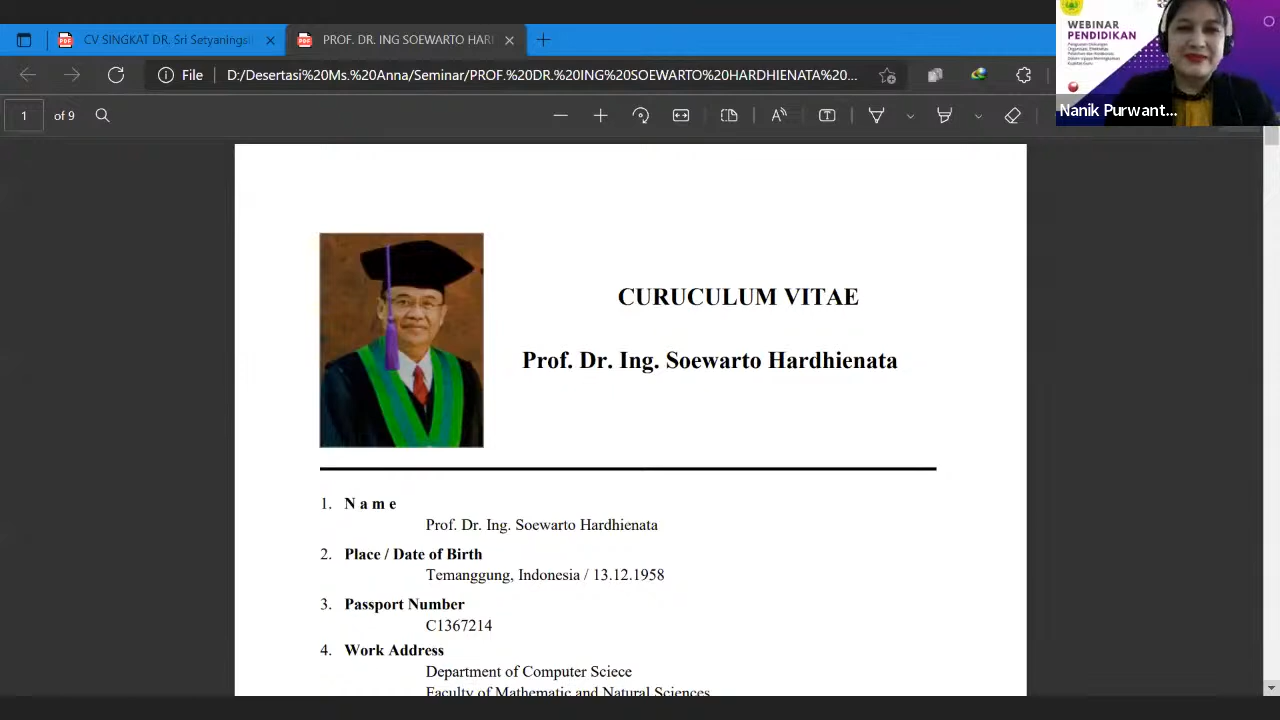 CV SINGKAT DR. Sri Setyaningsi
PROF. DR. ING SOEWARTO HARI
File
D:/Desertasi%20Ms.%20Lina/Seminar/PROF.%20DR.%20ING%20SOEWARTO%20HARDHIENATA%20...
1 of 9
WEBINAR
PENDIDIKAN
Nanik Purwant...
CURUCULUM VITAE
Prof. Dr. Ing. Soewarto Hardhienata
1. N a m e
Prof. Dr. Ing. Soewarto Hardhienata
2. Place / Date of Birth
Temanggung, Indonesia / 13.12.1958
3. Passport Number
C1367214
4. Work Address
Department of Computer Sciece
Faculty of Mathematic and Natural Sciences